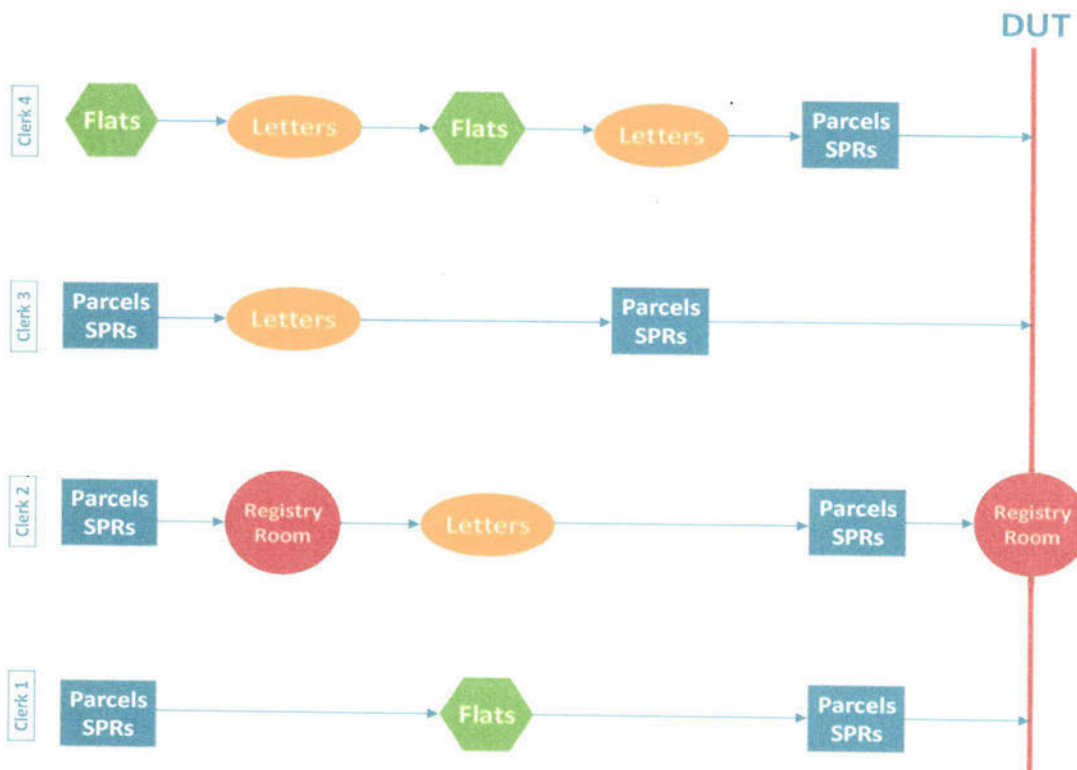 DUT
Clerk 4
Flats
Letters
Flats
Letters
Parcels
SPRs
Clerk 3
Parcels
SPRs
Letters
Parcels
SPRs
Clerk 2
Parcels
SPRs
Registry
Room
Letters
Parcels
SPRs
Registry
Room
Clerk 1
Parcels
SPRs
Flats
Parcels
SPRs